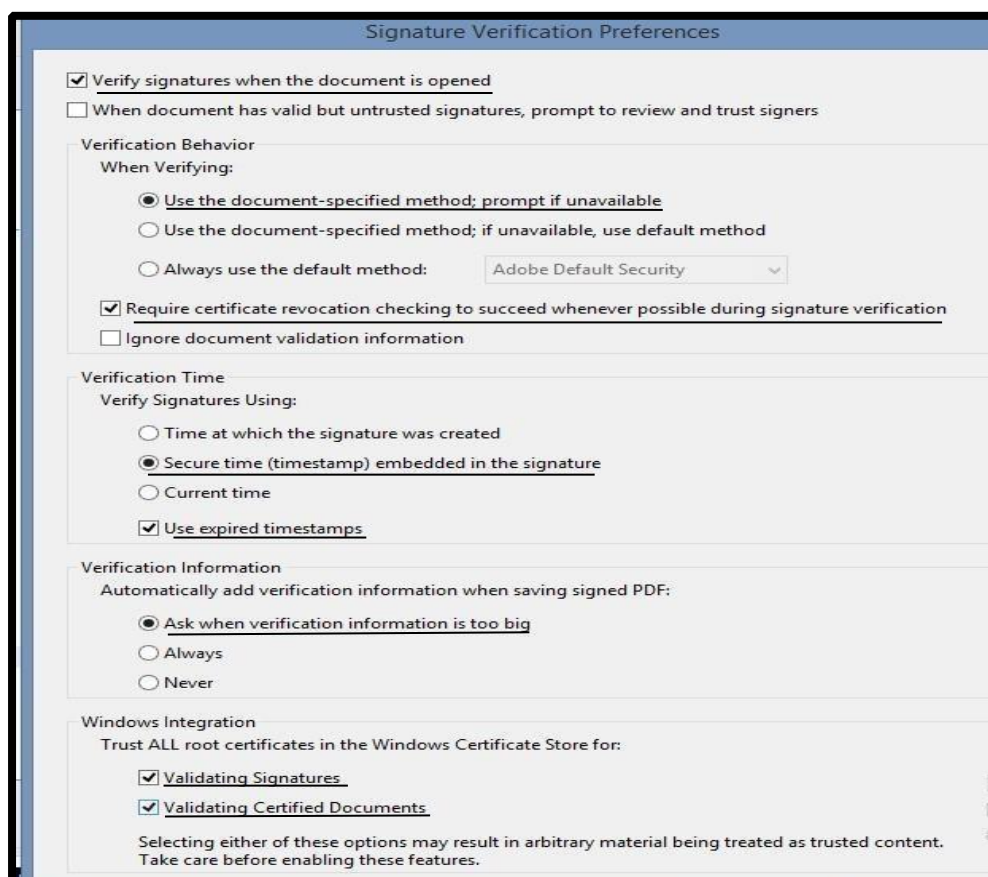 Signature Verification Preferences
Verify signatures when the document is opened
When document has valid but untrusted signatures, prompt to review and trust signers
Verification Behavior
When Verifying:
Use the document-specified method; prompt if unavailable
Use the document-specified method; if unavailable, use default method
Always use the default method: Adobe Default Security
Require certificate revocation checking to succeed whenever possible during signature verification
Ignore document validation information
Verification Time
Verify Signatures Using:
Time at which the signature was created
Secure time (timestamp) embedded in the signature
Current time
Use expired timestamps
Verification Information
Automatically add verification information when saving signed PDF:
Ask when verification information is too big
Always
Never
Windows Integration
Trust ALL root certificates in the Windows Certificate Store for:
Validating Signatures
Validating Certified Documents
Selecting either of these options may result in arbitrary material being treated as trusted content.
Take care before enabling these features.